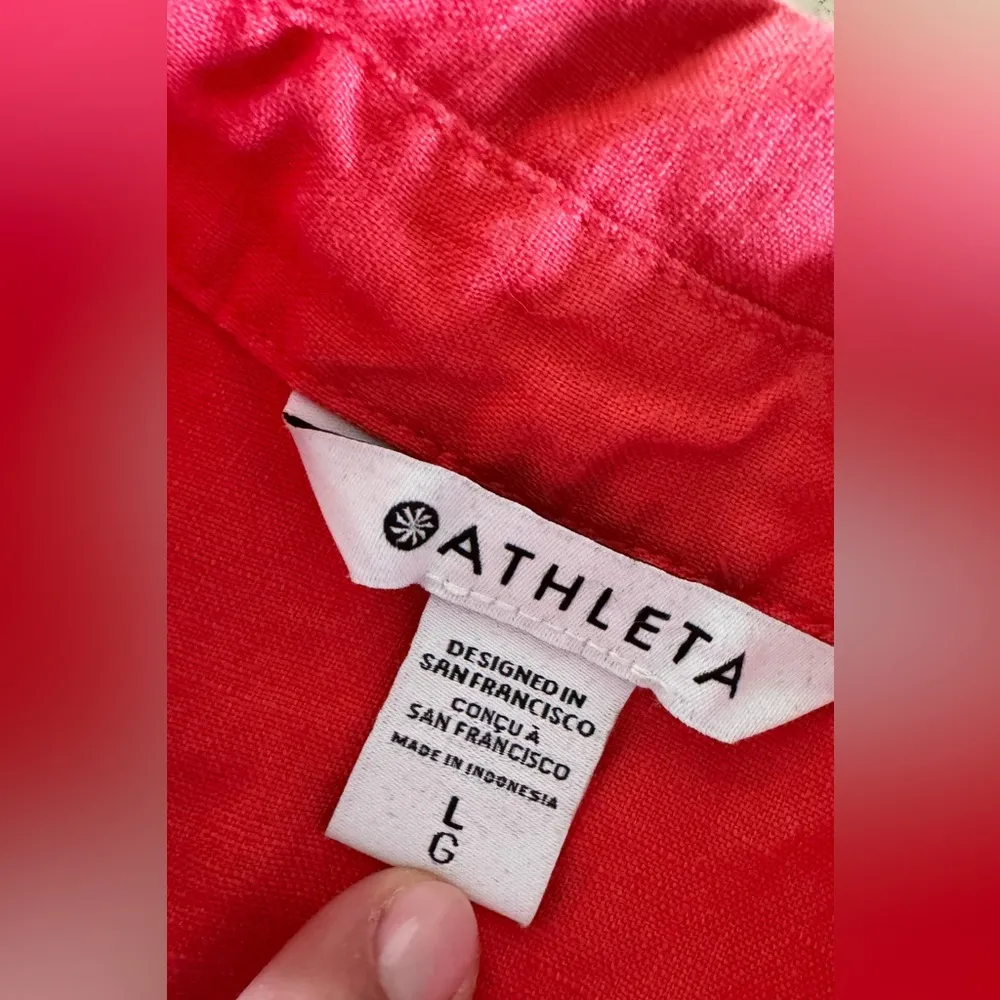 ATHLETA
DESIGNED IN
SAN FRANCISCO
CONÇU À
SAN FRANCISCO
MADE IN INDONESIA
L
G